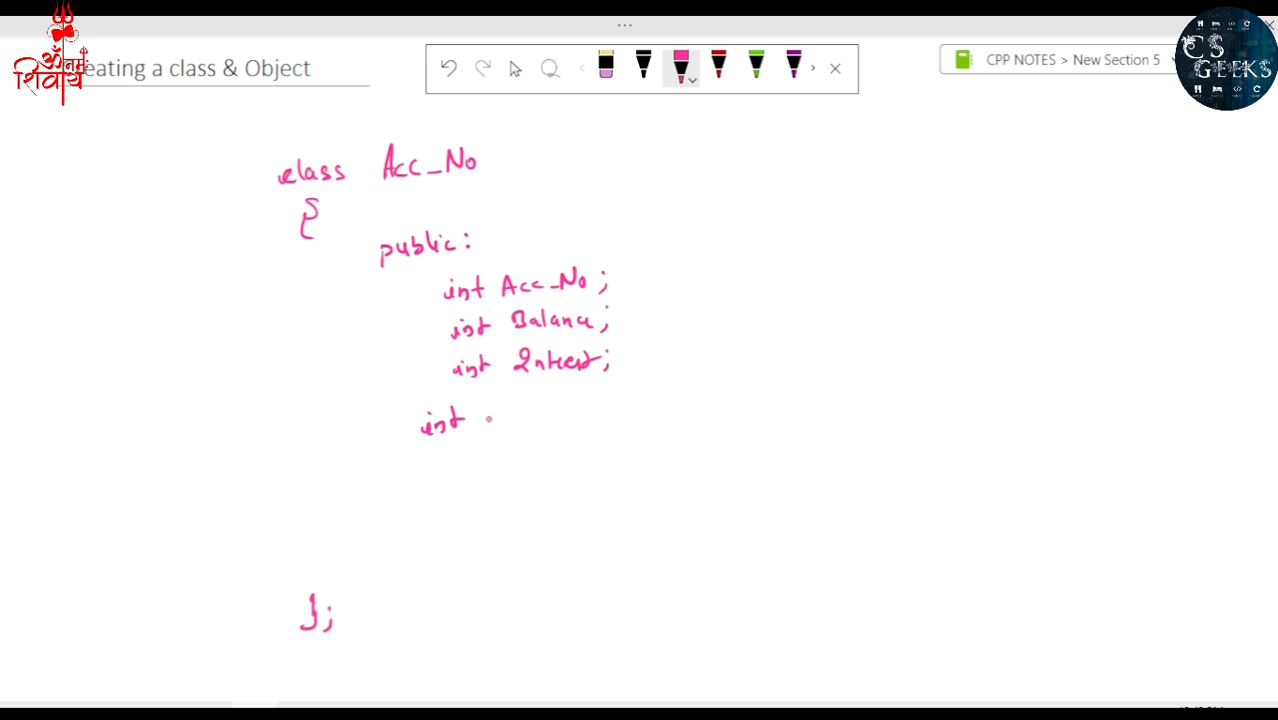 ॐ नमः
शिवाय
eating a class & Object
CPP NOTES > New Section 5
CS
GEEKS
class Acc_No
{
public:
int Acc_No;
int Balance;
int Interest;
int
};